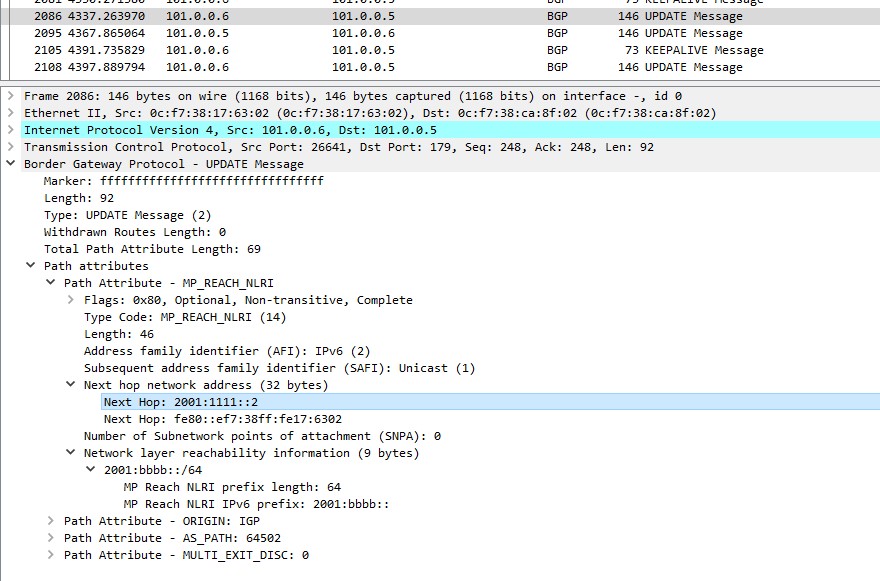 2081 4336.271586 101.0.0.6 101.0.0.5 BGP 73 KEEPALIVE Message
2086 4337.263970 101.0.0.6 101.0.0.5 BGP 146 UPDATE Message
2095 4367.865064 101.0.0.5 101.0.0.6 BGP 146 UPDATE Message
2105 4391.735829 101.0.0.6 101.0.0.5 BGP 73 KEEPALIVE Message
2108 4397.889794 101.0.0.6 101.0.0.5 BGP 146 UPDATE Message
Frame 2086: 146 bytes on wire (1168 bits), 146 bytes captured (1168 bits) on interface -, id 0
Ethernet II, Src: 0c:f7:38:17:63:02 (0c:f7:38:17:63:02), Dst: 0c:f7:38:ca:8f:02 (0c:f7:38:ca:8f:02)
Internet Protocol Version 4, Src: 101.0.0.6, Dst: 101.0.0.5
Transmission Control Protocol, Src Port: 26641, Dst Port: 179, Seq: 248, Ack: 248, Len: 92
Border Gateway Protocol - UPDATE Message
Marker: ffffffffffffffffffffffffffffffff
Length: 92
Type: UPDATE Message (2)
Withdrawn Routes Length: 0
Total Path Attribute Length: 69
Path attributes
Path Attribute - MP_REACH_NLRI
Flags: 0x80, Optional, Non-transitive, Complete
Type Code: MP_REACH_NLRI (14)
Length: 46
Address family identifier (AFI): IPv6 (2)
Subsequent address family identifier (SAFI): Unicast (1)
Next hop network address (32 bytes)
Next Hop: 2001:1111::2
Next Hop: fe80::ef7:38ff:fe17:6302
Number of Subnetwork points of attachment (SNPA): 0
Network layer reachability information (9 bytes)
2001:bbbb::/64
MP Reach NLRI prefix length: 64
MP Reach NLRI IPv6 prefix: 2001:bbbb::
Path Attribute - ORIGIN: IGP
Path Attribute - AS_PATH: 64502
Path Attribute - MULTI_EXIT_DISC: 0